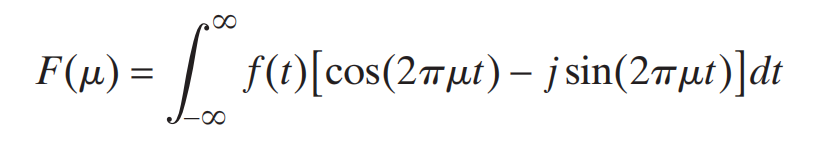 F(μ) = ∫_{-∞}^{∞} f(t)[cos(2πμt) − j sin(2πμt)]dt